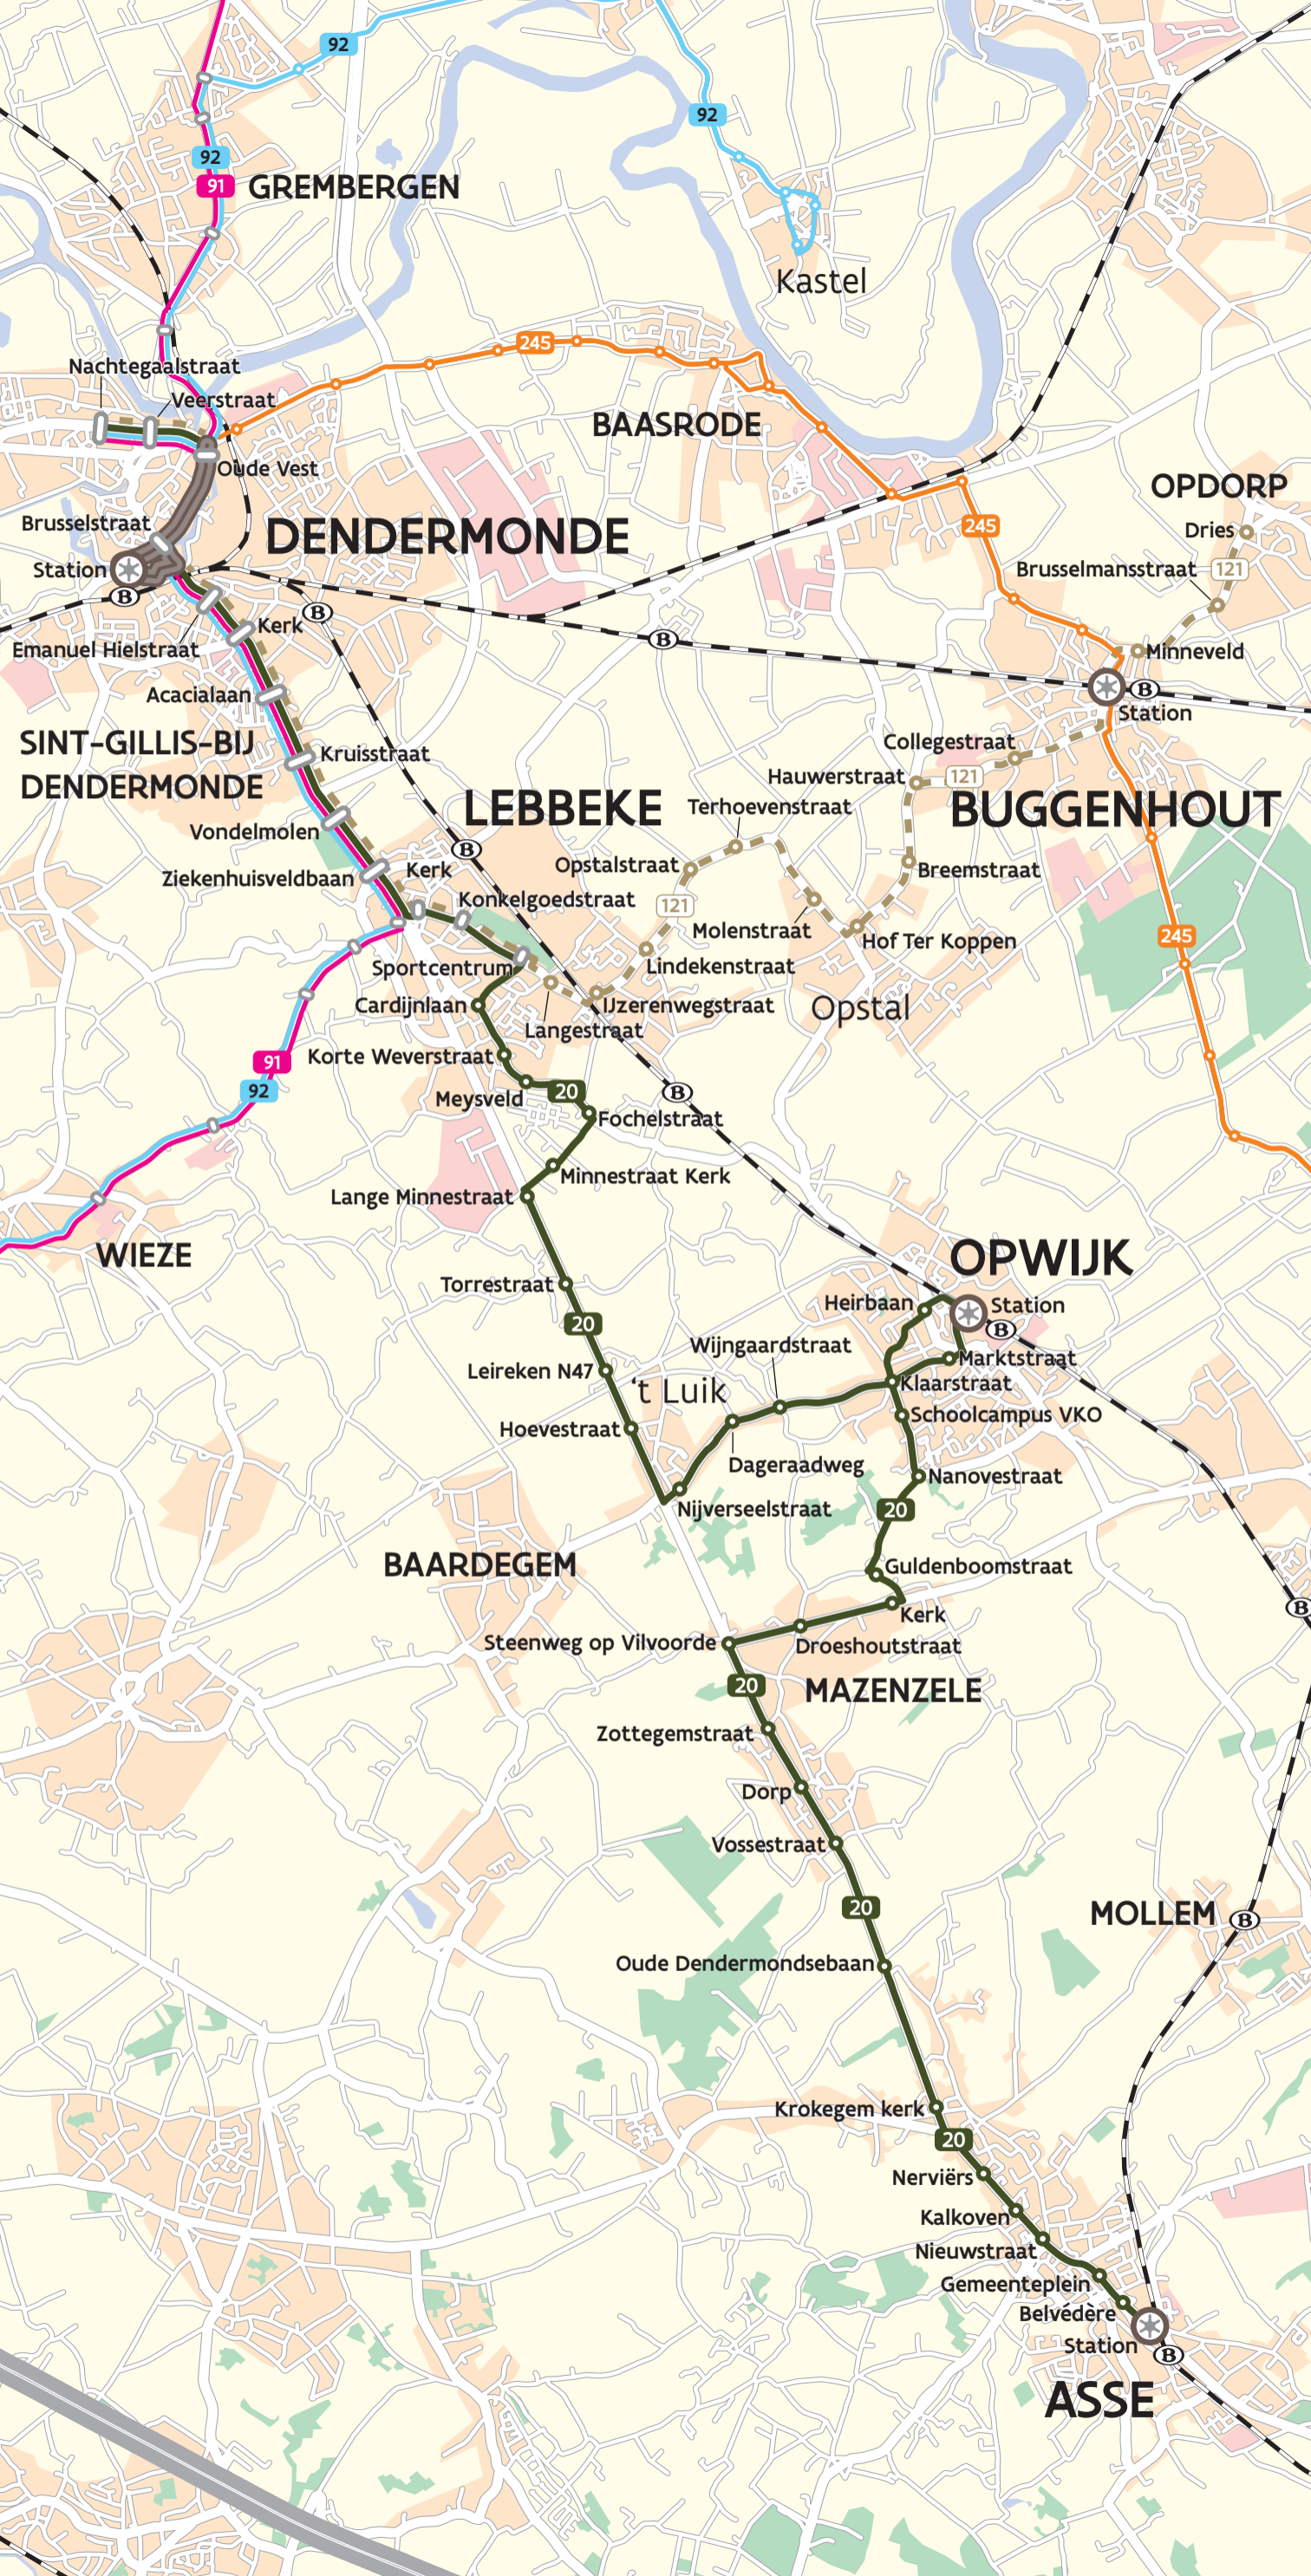 92
92
92
91
GREMBERGEN
Kastel
245
Nachtegaalstraat
Veerstraat
BAASRODE
Oude Vest
OPDORP
Brusselstraat
DENDERMONDE
245
Dries
Station
Brusselmansstraat
121
B
B
Kerk
B
Emanuel Hielstraat
Minneveld
Acacialaan
B
Station
SINT-GILLIS-BIJ
DENDERMONDE
Kruisstraat
Collegestraat
Hauwerstraat
121
LEBBEKE
Terhoevenstraat
BUGGENHOUT
Vondelmolen
B
Opstalstraat
Breemstraat
Ziekenhuisveldbaan
Kerk
Konkelgoedstraat
121
Molenstraat
245
Hof Ter Koppen
Sportcentrum
Lindekenstraat
Cardijnlaan
IJzerenwegstraat
Opstal
Langestraat
91
Korte Weverstraat
92
Meysveld
20
B
Fochelstraat
Minnestraat Kerk
Lange Minnestraat
WIEZE
OPWIJK
Torrestraat
Heirbaan
Station
20
B
Wijngaardstraat
Marktstraat
Leireken N47
‘t Luik
Klaarstraat
Hoevestraat
Schoolcampus VKO
Dageraadweg
Nanovestraat
Nijverseelstraat
20
BAARDEGEM
Guldenboomstraat
B
Kerk
Steenweg op Vilvoorde
Droeshoutstraat
20
MAZENZELE
Zottegemstraat
Dorp
Vossestraat
20
MOLLEM
B
Oude Dendermondsebaan
Krokegem kerk
20
Nerviërs
Kalkoven
Nieuwstraat
Gemeenteplein
Belvédère
Station
B
ASSE